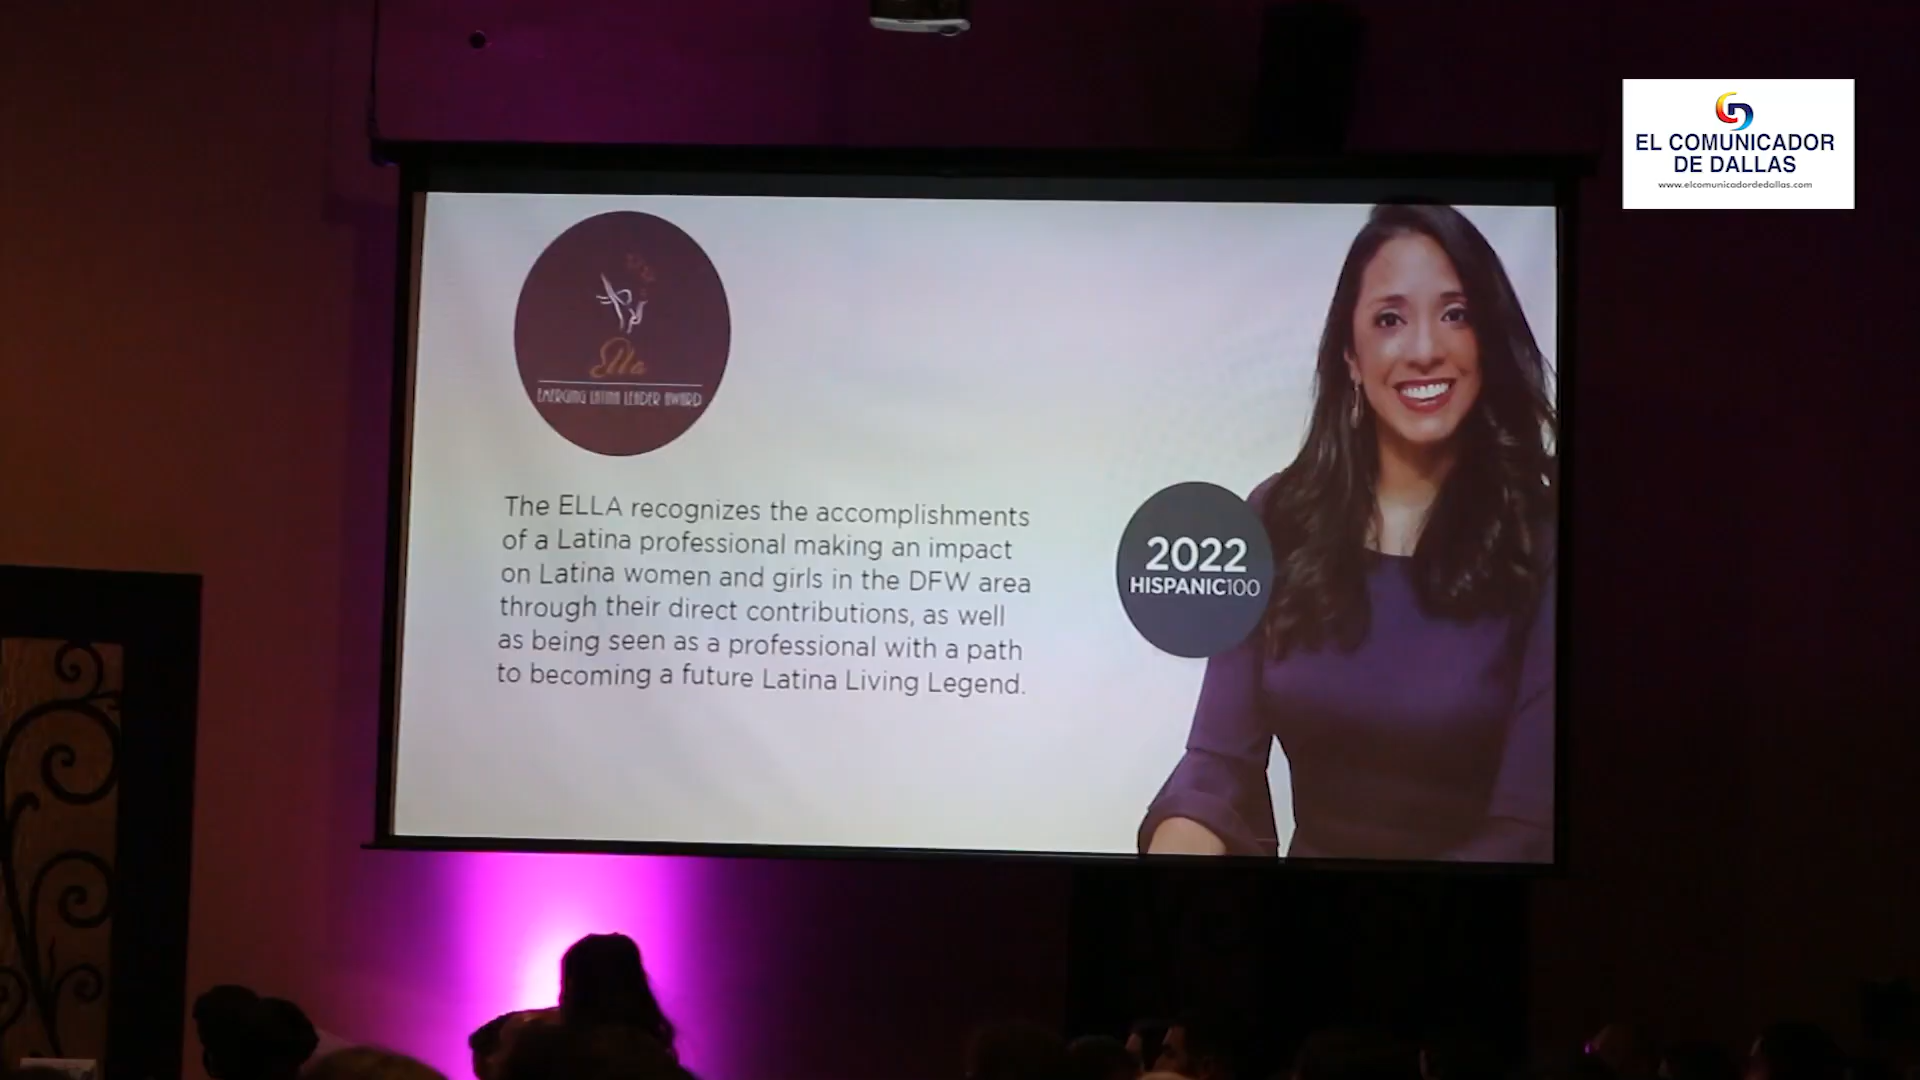 EL COMUNICADOR
DE DALLAS
www.elcomunicadordedallas.com
Ella
EMERGING LATINA LEADER AWARD
The ELLA recognizes the accomplishments
of a Latina professional making an impact
on Latina women and girls in the DFW area
through their direct contributions, as well
as being seen as a professional with a path
to becoming a future Latina Living Legend.
2022
HISPANIC100